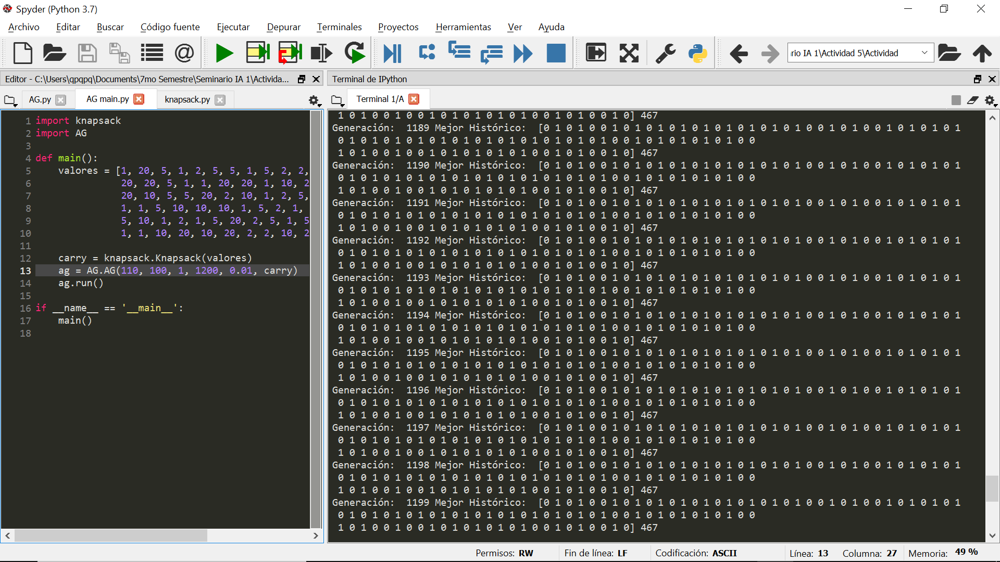 Spyder (Python 3.7)
Archivo Editar Buscar Código fuente Ejecutar Depurar Terminales Proyectos Herramientas Ver Ayuda
rio IA 1\Actividad 5\Actividad
Editor - C:\Users\qpqpq\Documents\7mo Semestre\Seminario IA 1\Activida...
Terminal de IPython
AG.py AG main.py knapsack.py
Terminal 1/A
1 import knapsack
2 import AG
3
4 def main():
5 valores = [1, 20, 5, 1, 2, 5, 5, 1, 5, 2, 2,
6 20, 20, 5, 1, 1, 20, 20, 1, 10, 2
7 20, 10, 5, 5, 20, 2, 10, 1, 2, 5,
8 1, 1, 5, 10, 10, 10, 1, 5, 2, 1,
9 5, 10, 1, 2, 1, 5, 20, 2, 5, 1, 5
10 1, 1, 10, 20, 10, 20, 2, 2, 10, 2
11
12 carry = knapsack.Knapsack(valores)
13 ag = AG.AG(110, 100, 1, 1200, 0.01, carry)
14 ag.run()
15
16 if __name__ == '__main__':
17 main()
18
1 0 1 0 0 1 0 0 1 0 1 0 1 0 1 0 1 0 0 1 0 1 0 0 1 0] 467
Generación: 1189 Mejor Histórico: [0 1 0 1 0 0 1 0 1 0 1 0 1 0 1 0 1 0 1 0 1 0 1 0 0 1 0 1 0 0 1 0 1 0 1 0 1
0 1 0 1 0 1 0 1 0 1 0 1 0 1 0 1 0 1 0 1 0 1 0 1 0 0 1 0 1 0 1 0 1 0 1 0 0
1 0 1 0 0 1 0 0 1 0 1 0 1 0 1 0 1 0 0 1 0 1 0 0 1 0] 467
Generación: 1190 Mejor Histórico: [0 1 0 1 0 0 1 0 1 0 1 0 1 0 1 0 1 0 1 0 1 0 1 0 0 1 0 1 0 0 1 0 1 0 1 0 1
0 1 0 1 0 1 0 1 0 1 0 1 0 1 0 1 0 1 0 1 0 1 0 1 0 0 1 0 1 0 1 0 1 0 1 0 0
1 0 1 0 0 1 0 0 1 0 1 0 1 0 1 0 1 0 0 1 0 1 0 0 1 0] 467
Generación: 1191 Mejor Histórico: [0 1 0 1 0 0 1 0 1 0 1 0 1 0 1 0 1 0 1 0 1 0 1 0 0 1 0 1 0 0 1 0 1 0 1 0 1
0 1 0 1 0 1 0 1 0 1 0 1 0 1 0 1 0 1 0 1 0 1 0 1 0 0 1 0 1 0 1 0 1 0 1 0 0
1 0 1 0 0 1 0 0 1 0 1 0 1 0 1 0 1 0 0 1 0 1 0 0 1 0] 467
Generación: 1192 Mejor Histórico: [0 1 0 1 0 0 1 0 1 0 1 0 1 0 1 0 1 0 1 0 1 0 1 0 0 1 0 1 0 0 1 0 1 0 1 0 1
0 1 0 1 0 1 0 1 0 1 0 1 0 1 0 1 0 1 0 1 0 1 0 1 0 0 1 0 1 0 1 0 1 0 1 0 0
1 0 1 0 0 1 0 0 1 0 1 0 1 0 1 0 1 0 0 1 0 1 0 0 1 0] 467
Generación: 1193 Mejor Histórico: [0 1 0 1 0 0 1 0 1 0 1 0 1 0 1 0 1 0 1 0 1 0 1 0 0 1 0 1 0 0 1 0 1 0 1 0 1
0 1 0 1 0 1 0 1 0 1 0 1 0 1 0 1 0 1 0 1 0 1 0 1 0 0 1 0 1 0 1 0 1 0 1 0 0
1 0 1 0 0 1 0 0 1 0 1 0 1 0 1 0 1 0 0 1 0 1 0 0 1 0] 467
Generación: 1194 Mejor Histórico: [0 1 0 1 0 0 1 0 1 0 1 0 1 0 1 0 1 0 1 0 1 0 1 0 0 1 0 1 0 0 1 0 1 0 1 0 1
0 1 0 1 0 1 0 1 0 1 0 1 0 1 0 1 0 1 0 1 0 1 0 1 0 0 1 0 1 0 1 0 1 0 1 0 0
1 0 1 0 0 1 0 0 1 0 1 0 1 0 1 0 1 0 0 1 0 1 0 0 1 0] 467
Generación: 1195 Mejor Histórico: [0 1 0 1 0 0 1 0 1 0 1 0 1 0 1 0 1 0 1 0 1 0 1 0 0 1 0 1 0 0 1 0 1 0 1 0 1
0 1 0 1 0 1 0 1 0 1 0 1 0 1 0 1 0 1 0 1 0 1 0 1 0 0 1 0 1 0 1 0 1 0 1 0 0
1 0 1 0 0 1 0 0 1 0 1 0 1 0 1 0 1 0 0 1 0 1 0 0 1 0] 467
Generación: 1196 Mejor Histórico: [0 1 0 1 0 0 1 0 1 0 1 0 1 0 1 0 1 0 1 0 1 0 1 0 0 1 0 1 0 0 1 0 1 0 1 0 1
0 1 0 1 0 1 0 1 0 1 0 1 0 1 0 1 0 1 0 1 0 1 0 1 0 0 1 0 1 0 1 0 1 0 1 0 0
1 0 1 0 0 1 0 0 1 0 1 0 1 0 1 0 1 0 0 1 0 1 0 0 1 0] 467
Generación: 1197 Mejor Histórico: [0 1 0 1 0 0 1 0 1 0 1 0 1 0 1 0 1 0 1 0 1 0 1 0 0 1 0 1 0 0 1 0 1 0 1 0 1
0 1 0 1 0 1 0 1 0 1 0 1 0 1 0 1 0 1 0 1 0 1 0 1 0 0 1 0 1 0 1 0 1 0 1 0 0
1 0 1 0 0 1 0 0 1 0 1 0 1 0 1 0 1 0 0 1 0 1 0 0 1 0] 467
Generación: 1198 Mejor Histórico: [0 1 0 1 0 0 1 0 1 0 1 0 1 0 1 0 1 0 1 0 1 0 1 0 0 1 0 1 0 0 1 0 1 0 1 0 1
0 1 0 1 0 1 0 1 0 1 0 1 0 1 0 1 0 1 0 1 0 1 0 1 0 0 1 0 1 0 1 0 1 0 1 0 0
1 0 1 0 0 1 0 0 1 0 1 0 1 0 1 0 1 0 0 1 0 1 0 0 1 0] 467
Generación: 1199 Mejor Histórico: [0 1 0 1 0 0 1 0 1 0 1 0 1 0 1 0 1 0 1 0 1 0 1 0 0 1 0 1 0 0 1 0 1 0 1 0 1
0 1 0 1 0 1 0 1 0 1 0 1 0 1 0 1 0 1 0 1 0 1 0 1 0 0 1 0 1 0 1 0 1 0 1 0 0
1 0 1 0 0 1 0 0 1 0 1 0 1 0 1 0 1 0 0 1 0 1 0 0 1 0] 467
Permisos: RW Fin de línea: LF Codificación: ASCII Línea: 13 Columna: 27 Memoria: 49 %